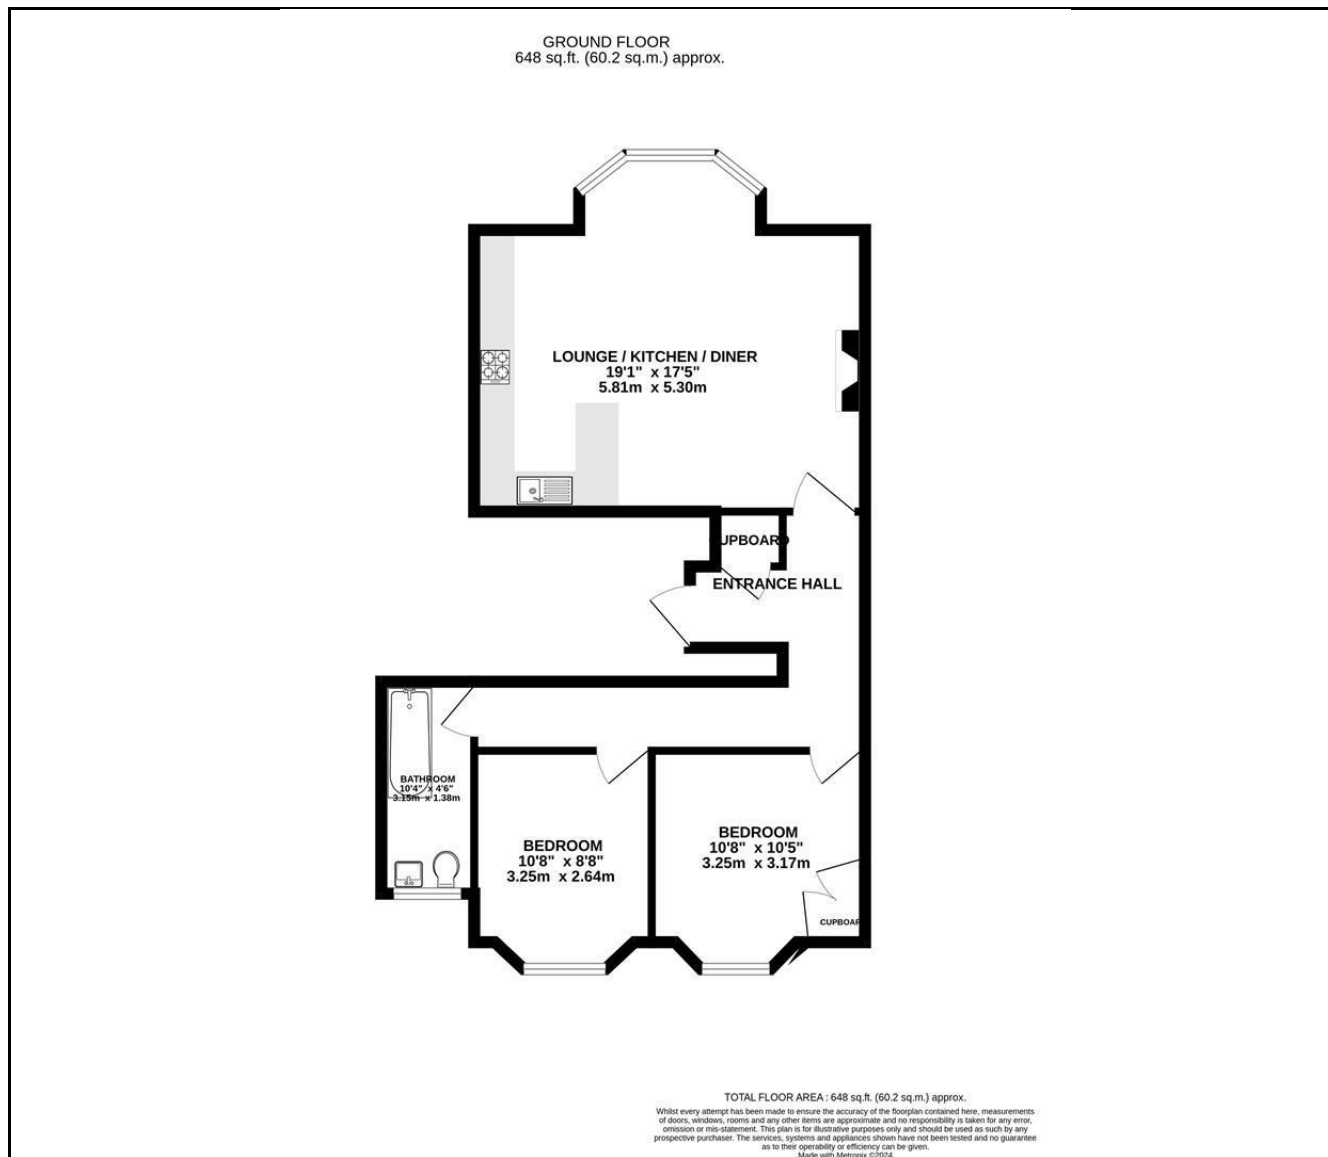 GROUND FLOOR
648 sq.ft. (60.2 sq.m.) approx.
LOUNGE / KITCHEN / DINER
19'1" x 17'5"
5.81m x 5.30m
UPBOARD
ENTRANCE HALL
BATHROOM
10'4" x 4'6"
3.15m x 1.38m
BEDROOM
10'8" x 8'8"
3.25m x 2.64m
BEDROOM
10'8" x 10'5"
3.25m x 3.17m
CUPBOAR
TOTAL FLOOR AREA : 648 sq.ft. (60.2 sq.m.) approx.
Whilst every attempt has been made to ensure the accuracy of the floorplan contained here, measurements
of doors, windows, rooms and any other items are approximate and no responsibility is taken for any error,
omission or mis-statement. This plan is for illustrative purposes only and should be used as such by any
prospective purchaser. The services, systems and appliances shown have not been tested and no guarantee
as to their operability or efficiency can be given.
Made with Metropix ©2024